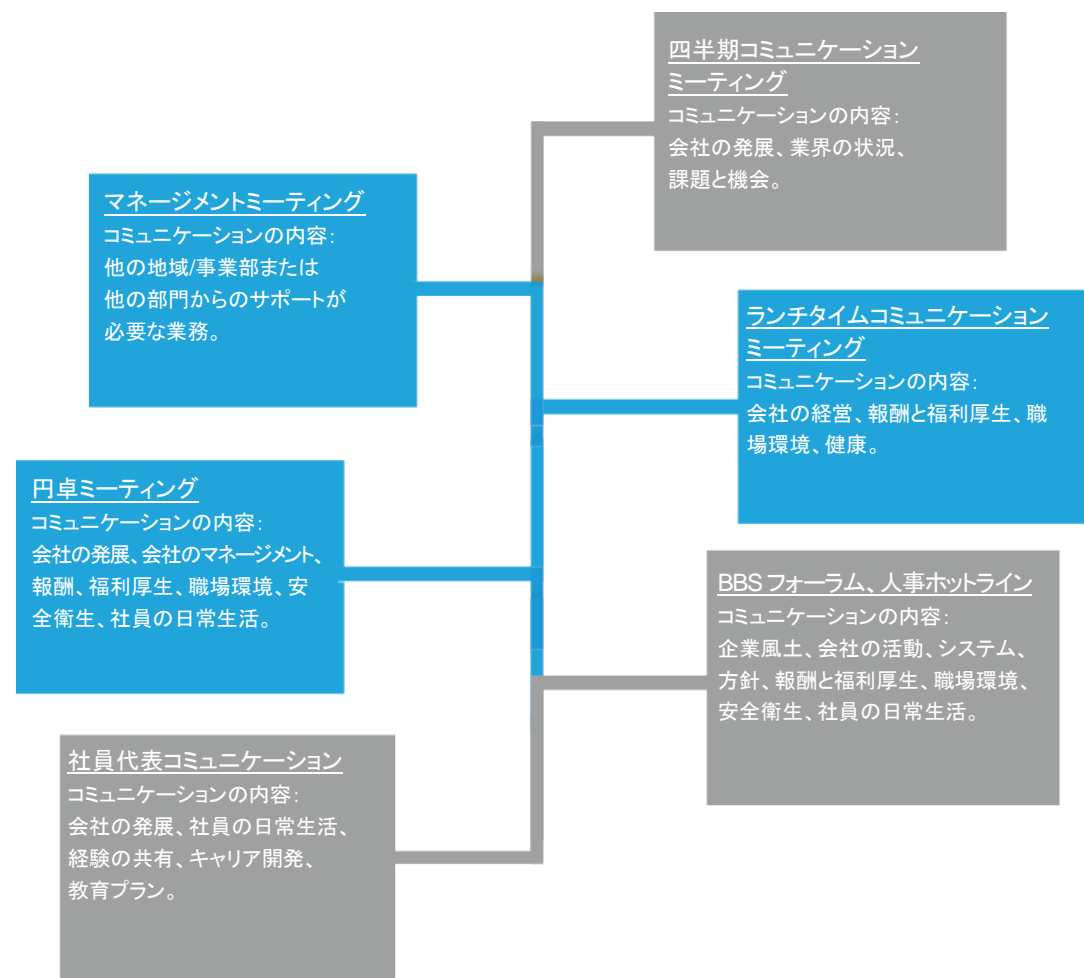 四半期コミュニケーション
ミーティング
コミュニケーションの内容：
会社の発展、業界の状況、
課題と機会。
マネージメントミーティング
コミュニケーションの内容：
他の地域/事業部または
他の部門からのサポートが
必要な業務。
ランチタイムコミュニケーション
ミーティング
コミュニケーションの内容：
会社の経営、報酬と福利厚生、職
場環境、健康。
円卓ミーティング
コミュニケーションの内容：
会社の発展、会社のマネージメント、
報酬、福利厚生、職場環境、安
全衛生、社員の日常生活。
BBS フォーラム、人事ホットライン
コミュニケーションの内容：
企業風土、会社の活動、システム、
方針、報酬と福利厚生、職場環境、
安全衛生、社員の日常生活。
社員代表コミュニケーション
コミュニケーションの内容：
会社の発展、社員の日常生活、
経験の共有、キャリア開発、
教育プラン。